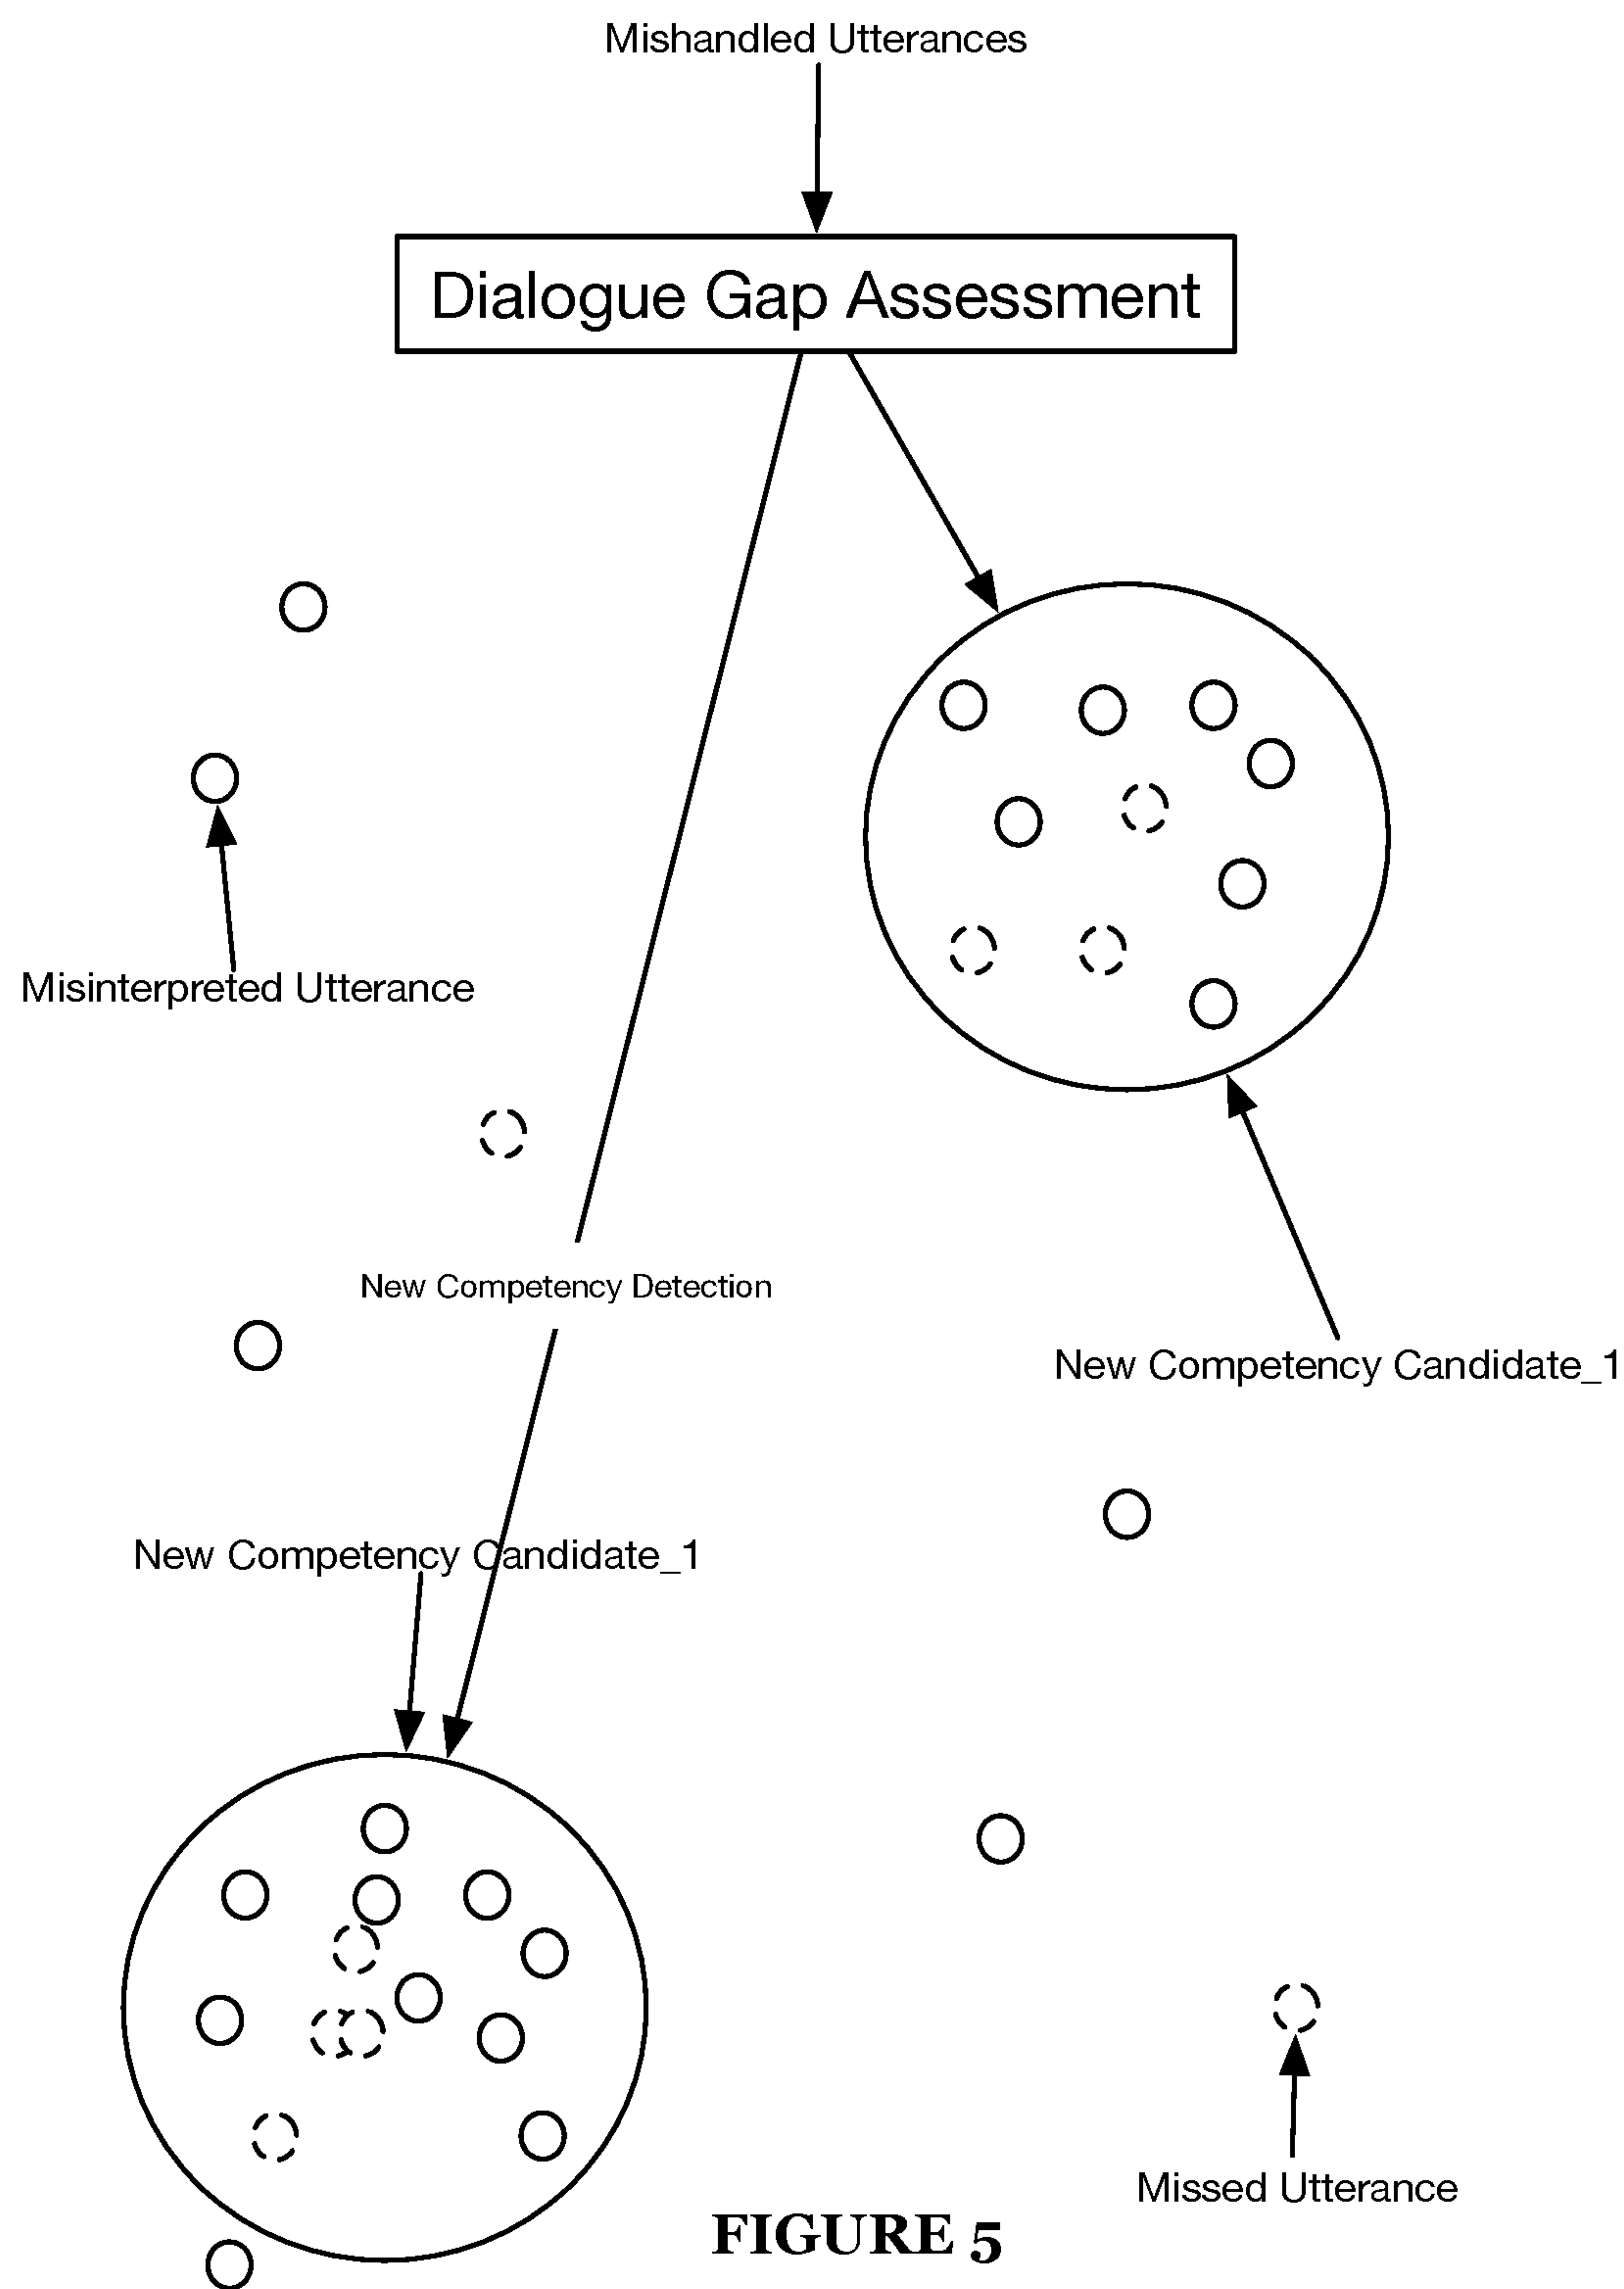 Mishandled Utterances
Dialogue Gap Assessment
Misinterpreted Utterance
New Competency Detection
New Competency Candidate_1
New Competency Candidate_1
Missed Utterance
FIGURE 5